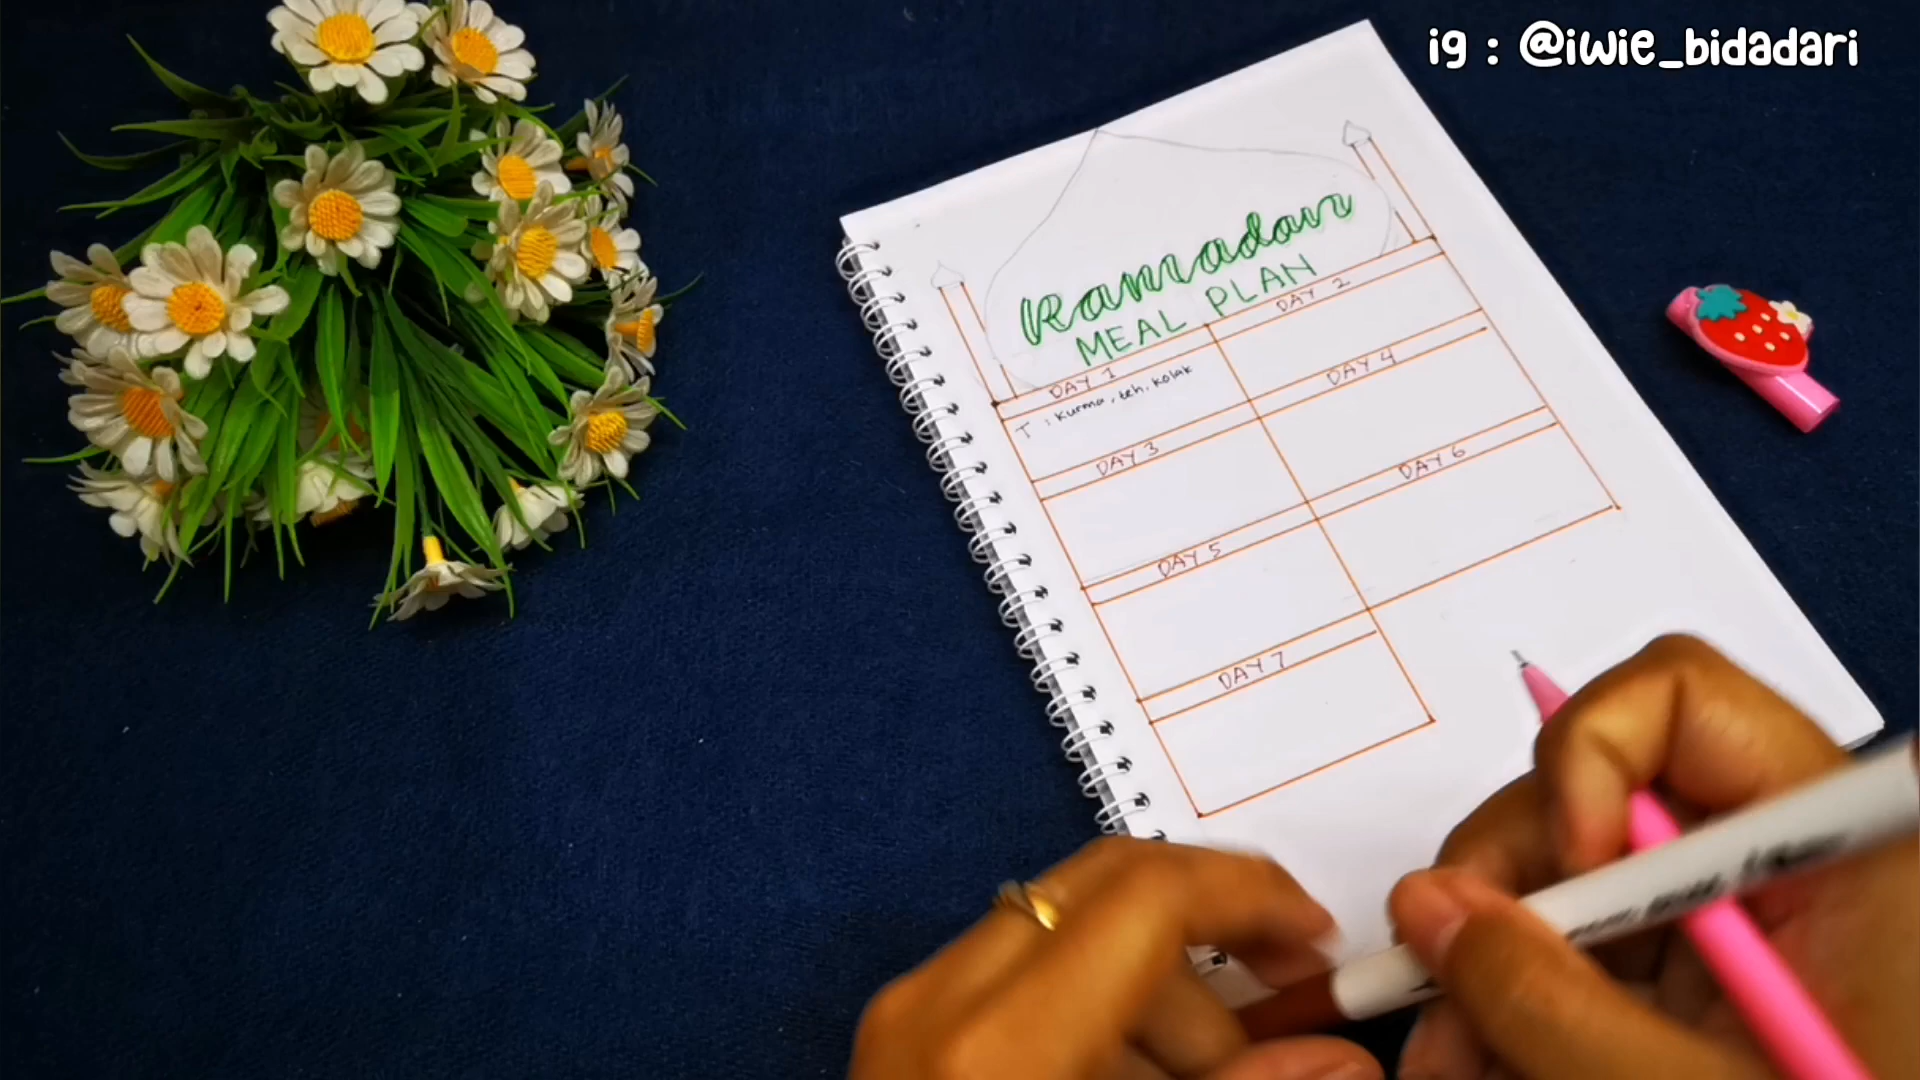 ig : @iwie_bidadari
Ramadan
MEAL PLAN
DAY 1
DAY 2
T : kurma, teh, kolak
DAY 3
DAY 4
DAY 5
DAY 6
DAY 7